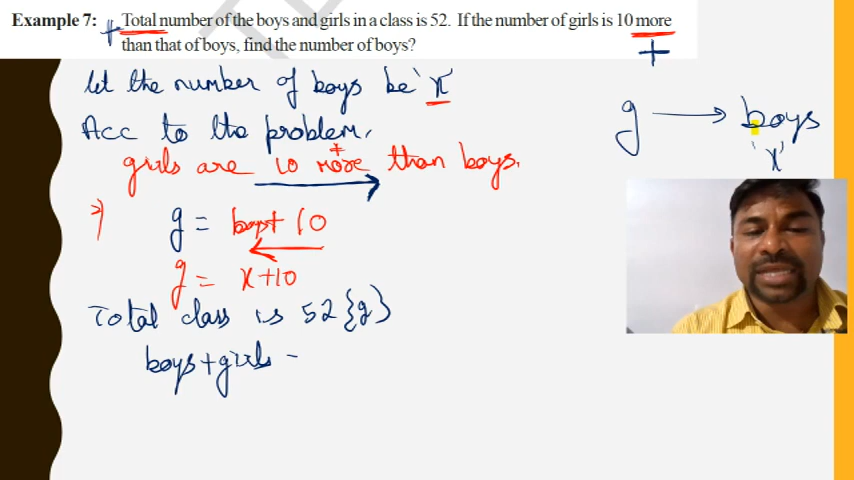 Example 7: Total number of the boys and girls in a class is 52. If the number of girls is 10 more
than that of boys, find the number of boys?
+
+
let the number of boys be 'x'
Acc to the problem,
girls are 10 more than boys.
+
g → boys
'x'
⇒ g = boys + 10
g = x+10
Total class is 52 {g}
boys+girls =